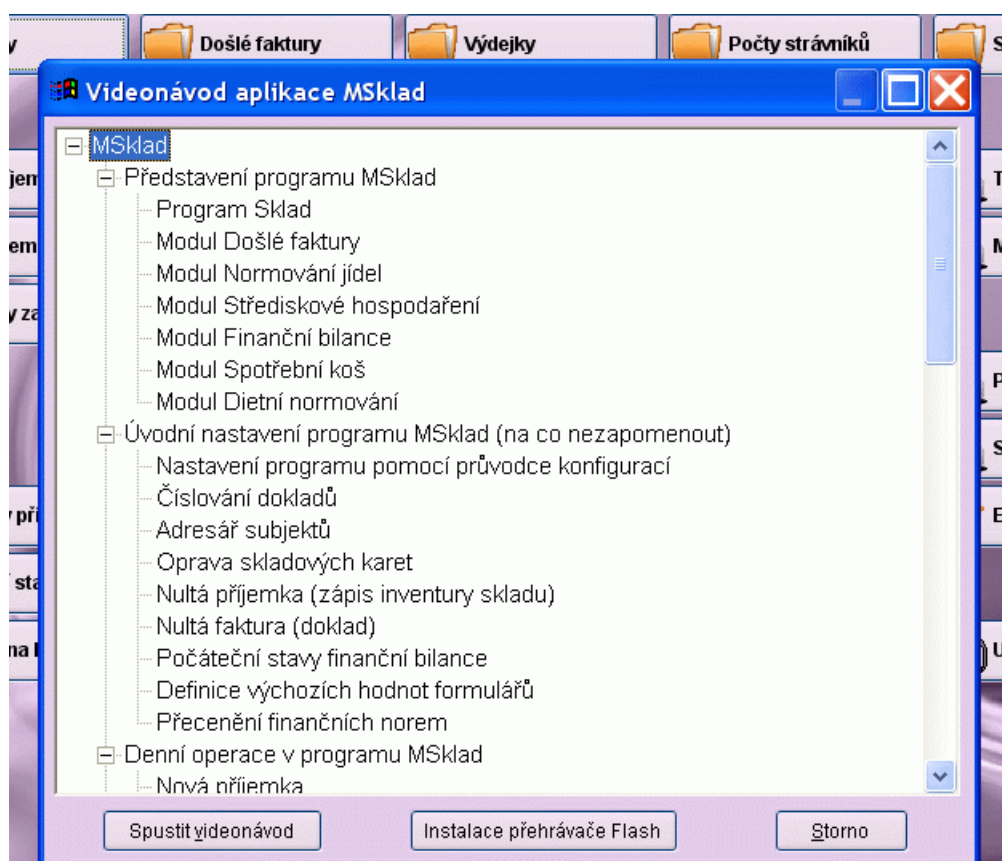 Došlé faktury
Výdejky
Počty strávníků
Videonávod aplikace MSklad
MSklad
Představení programu MSklad
Program Sklad
Modul Došlé faktury
Modul Normování jídel
Modul Střediskové hospodaření
Modul Finanční bilance
Modul Spotřební koš
Modul Dietní normování
Úvodní nastavení programu MSklad (na co nezapomenout)
Nastavení programu pomocí průvodce konfigurací
Číslování dokladů
Adresář subjektů
Oprava skladových karet
Nultá příjemka (zápis inventury skladu)
Nultá faktura (doklad)
Počáteční stavy finanční bilance
Definice výchozích hodnot formulářů
Přecenění finančních norem
Denní operace v programu MSklad
Nová příjemka
Spustit videonávod
Instalace přehrávače Flash
Storno